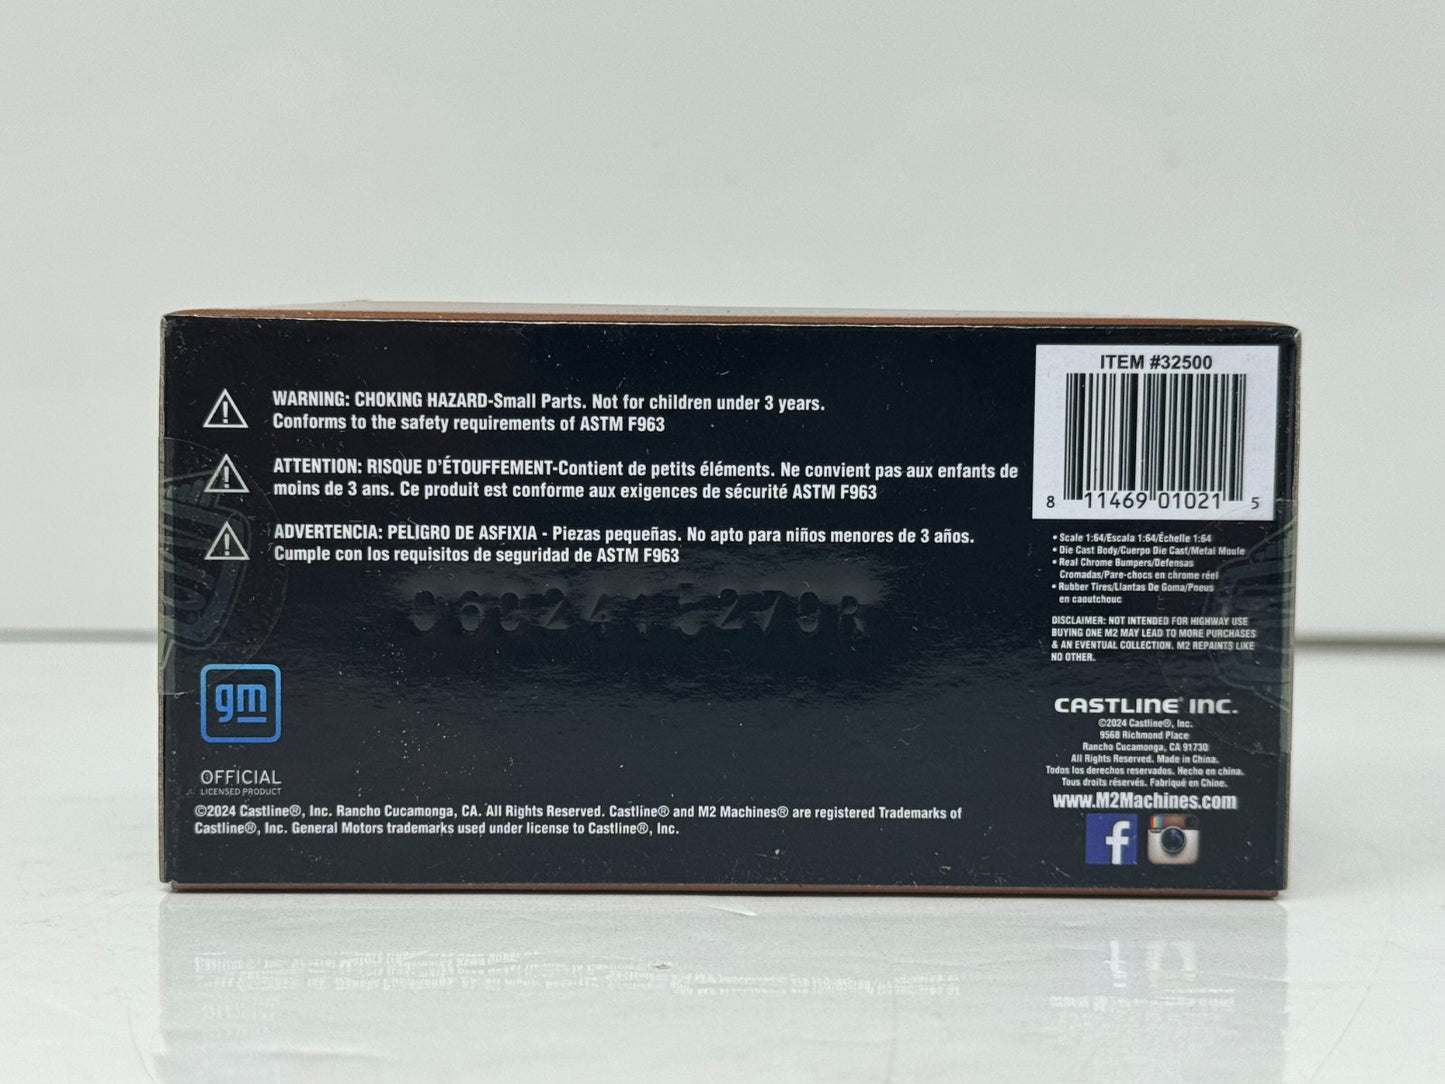 WARNING: CHOKING HAZARD-Small Parts. Not for children under 3 years.
Conforms to the safety requirements of ASTM F963
ATTENTION: RISQUE D'ÉTOUFFEMENT-Contient de petits éléments. Ne convient pas aux enfants de
moins de 3 ans. Ce produit est conforme aux exigences de sécurité ASTM F963
ADVERTENCIA: PELIGRO DE ASFIXIA - Piezas pequeñas. No apto para niños menores de 3 años.
Cumple con los requisitos de seguridad de ASTM F963
gm
OFFICIAL
LICENSED PRODUCT
©2024 Castline®, Inc. Rancho Cucamonga, CA. All Rights Reserved. Castline® and M2 Machines® are registered Trademarks of
Castline®, Inc. General Motors trademarks used under license to Castline®, Inc.
ITEM #32500
8 11469 01021 5
• Scale 1:64/Escala 1:64/Échelle 1:64
• Die Cast Body/Cuerpo Die Cast/Metal Moule
• Real Chrome Bumpers/Defensas
Cromadas/Pare-chocs en chrome réel
• Rubber Tires/Llantas De Goma/Pneus
en caoutchouc
DISCLAIMER: NOT INTENDED FOR HIGHWAY USE
BUYING ONE M2 MAY LEAD TO MORE PURCHASES
& AN EVENTUAL COLLECTION. M2 REPAINTS LIKE
NO OTHER.
CASTLINE® INC.
©2024 Castline®, Inc.
9568 Richmond Place
Rancho Cucamonga, CA 91730
All Rights Reserved. Made in China.
Todos los derechos reservados. Hecho en china.
Tous droits réservés. Fabriqué en Chine.
www.M2Machines.com
f